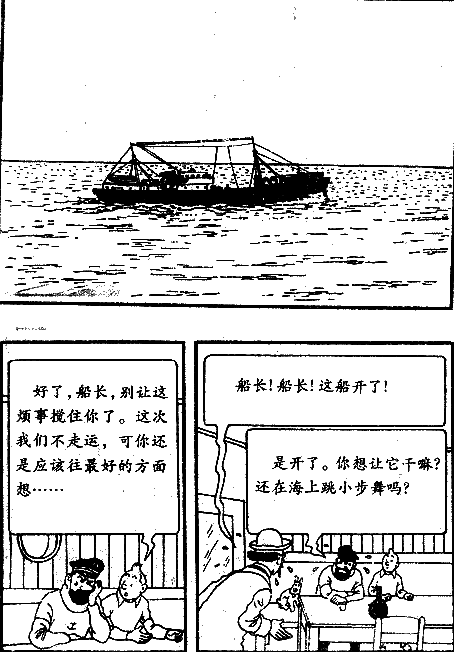 好了，船长，别让这
烦事搅住你了。这次
我们不走运，可你还
是应该往最好的方面
想……
船长！船长！这船开了！
是开了。你想让它干嘛？
还在海上跳小步舞吗？